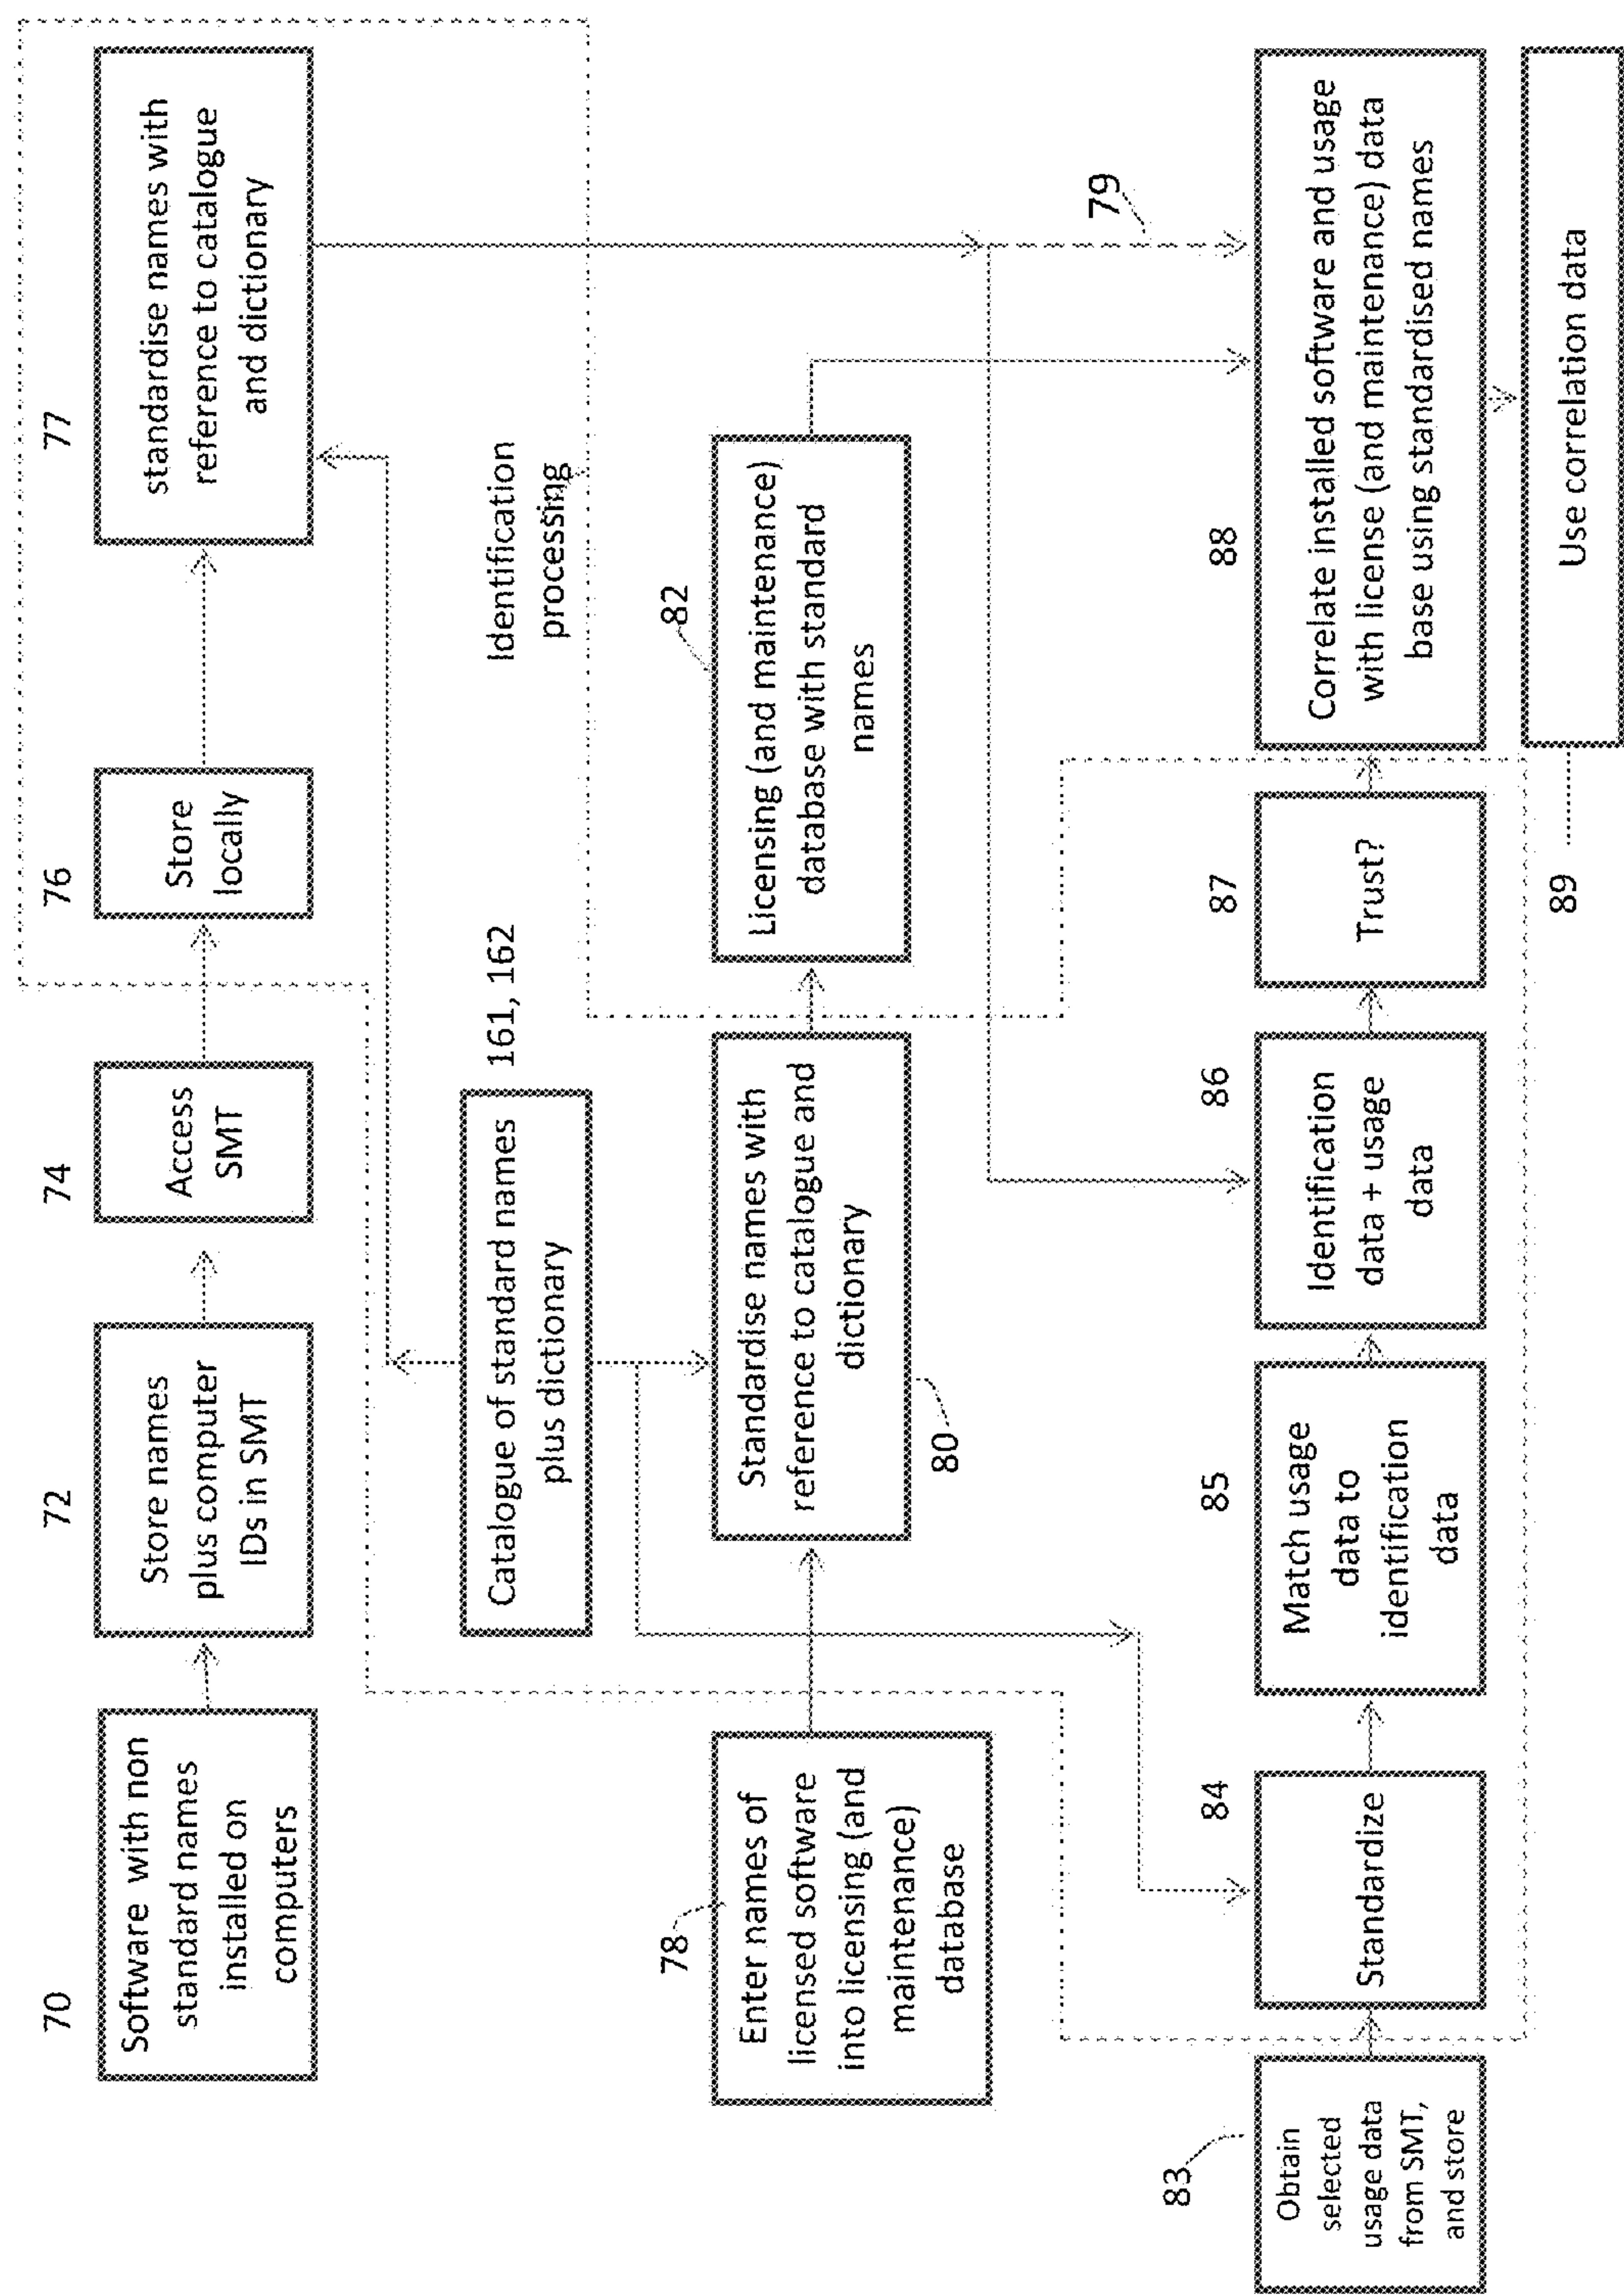 70
Software with non
standard names
installed on
computers
72
Store names
plus computer
IDs in SMT
74
Access
SMT
76
Store
locally
77
standardise names with
reference to catalogue
and dictionary
Catalogue of standard names
plus dictionary
161, 162
Identification
processing
78
Enter names of
licensed software
into licensing (and
maintenance)
database
Standardise names with
reference to catalogue and
dictionary
80
82
Licensing (and maintenance)
database with standard
names
79
83
Obtain
selected
usage data
from SMT,
and store
84
Standardize
85
Match usage
data to
identification
data
86
Identification
data + usage
data
87
Trust?
88
Correlate installed software and usage
with license (and maintenance) data
base using standardised names
89
Use correlation data